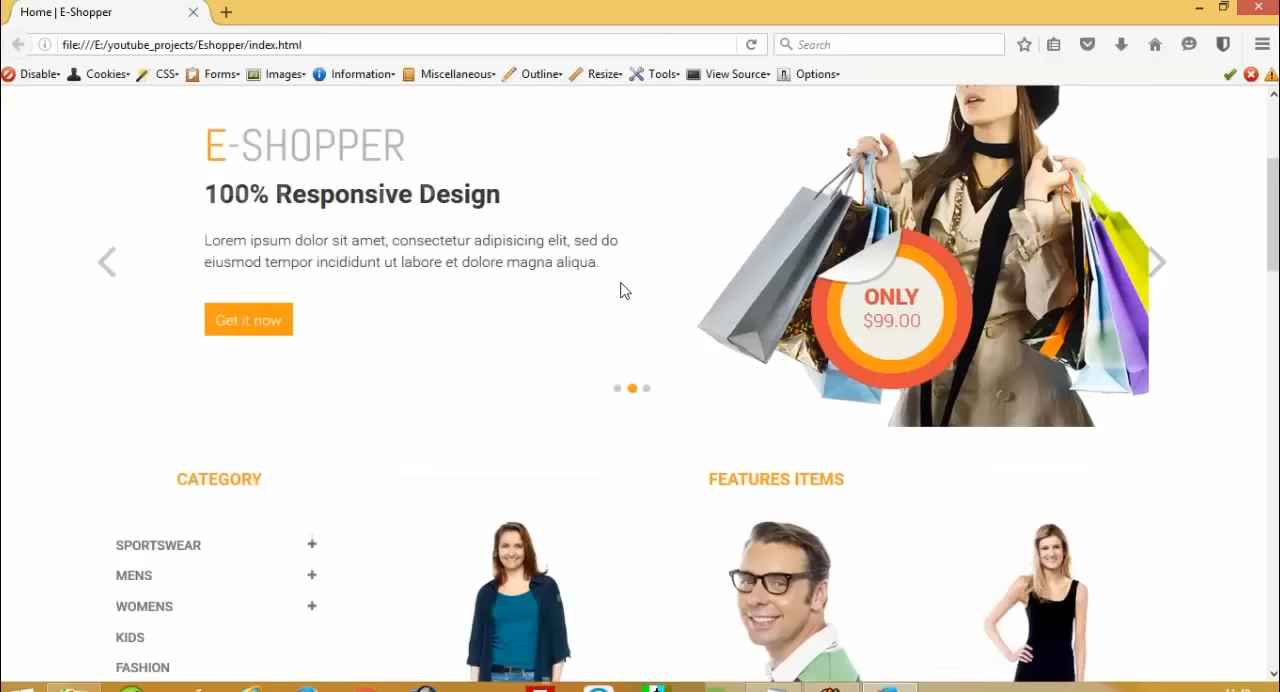 Home | E-Shopper
file:///E:/youtube_projects/Eshopper/index.html
Search
Disable Cookies CSS Forms Images Information Miscellaneous Outline Resize Tools View Source Options
E-SHOPPER
100% Responsive Design
Lorem ipsum dolor sit amet, consectetur adipisicing elit, sed do
eiusmod tempor incididunt ut labore et dolore magna aliqua.
Get it now
ONLY
$99.00
CATEGORY
FEATURES ITEMS
SPORTSWEAR
MENS
WOMENS
KIDS
FASHION